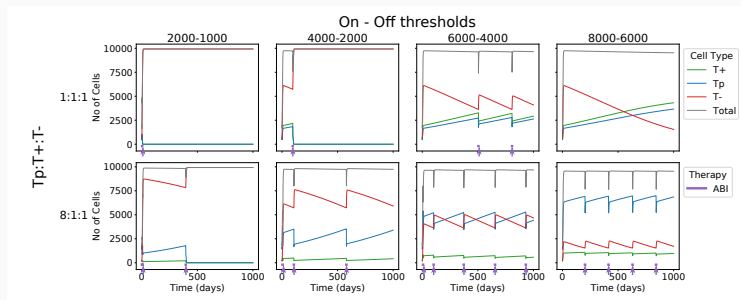 On - Off thresholds
2000-1000 4000-2000 6000-4000 8000-6000
Tp:T+:T-
1:1:1
No of Cells
10000
7500
5000
2500
0
Cell Type
T+
Tp
T-
Total
8:1:1
No of Cells
10000
7500
5000
2500
0
Therapy
ABI
0 500 1000 0 500 1000 0 500 1000 0 500 1000
Time (days) Time (days) Time (days) Time (days)